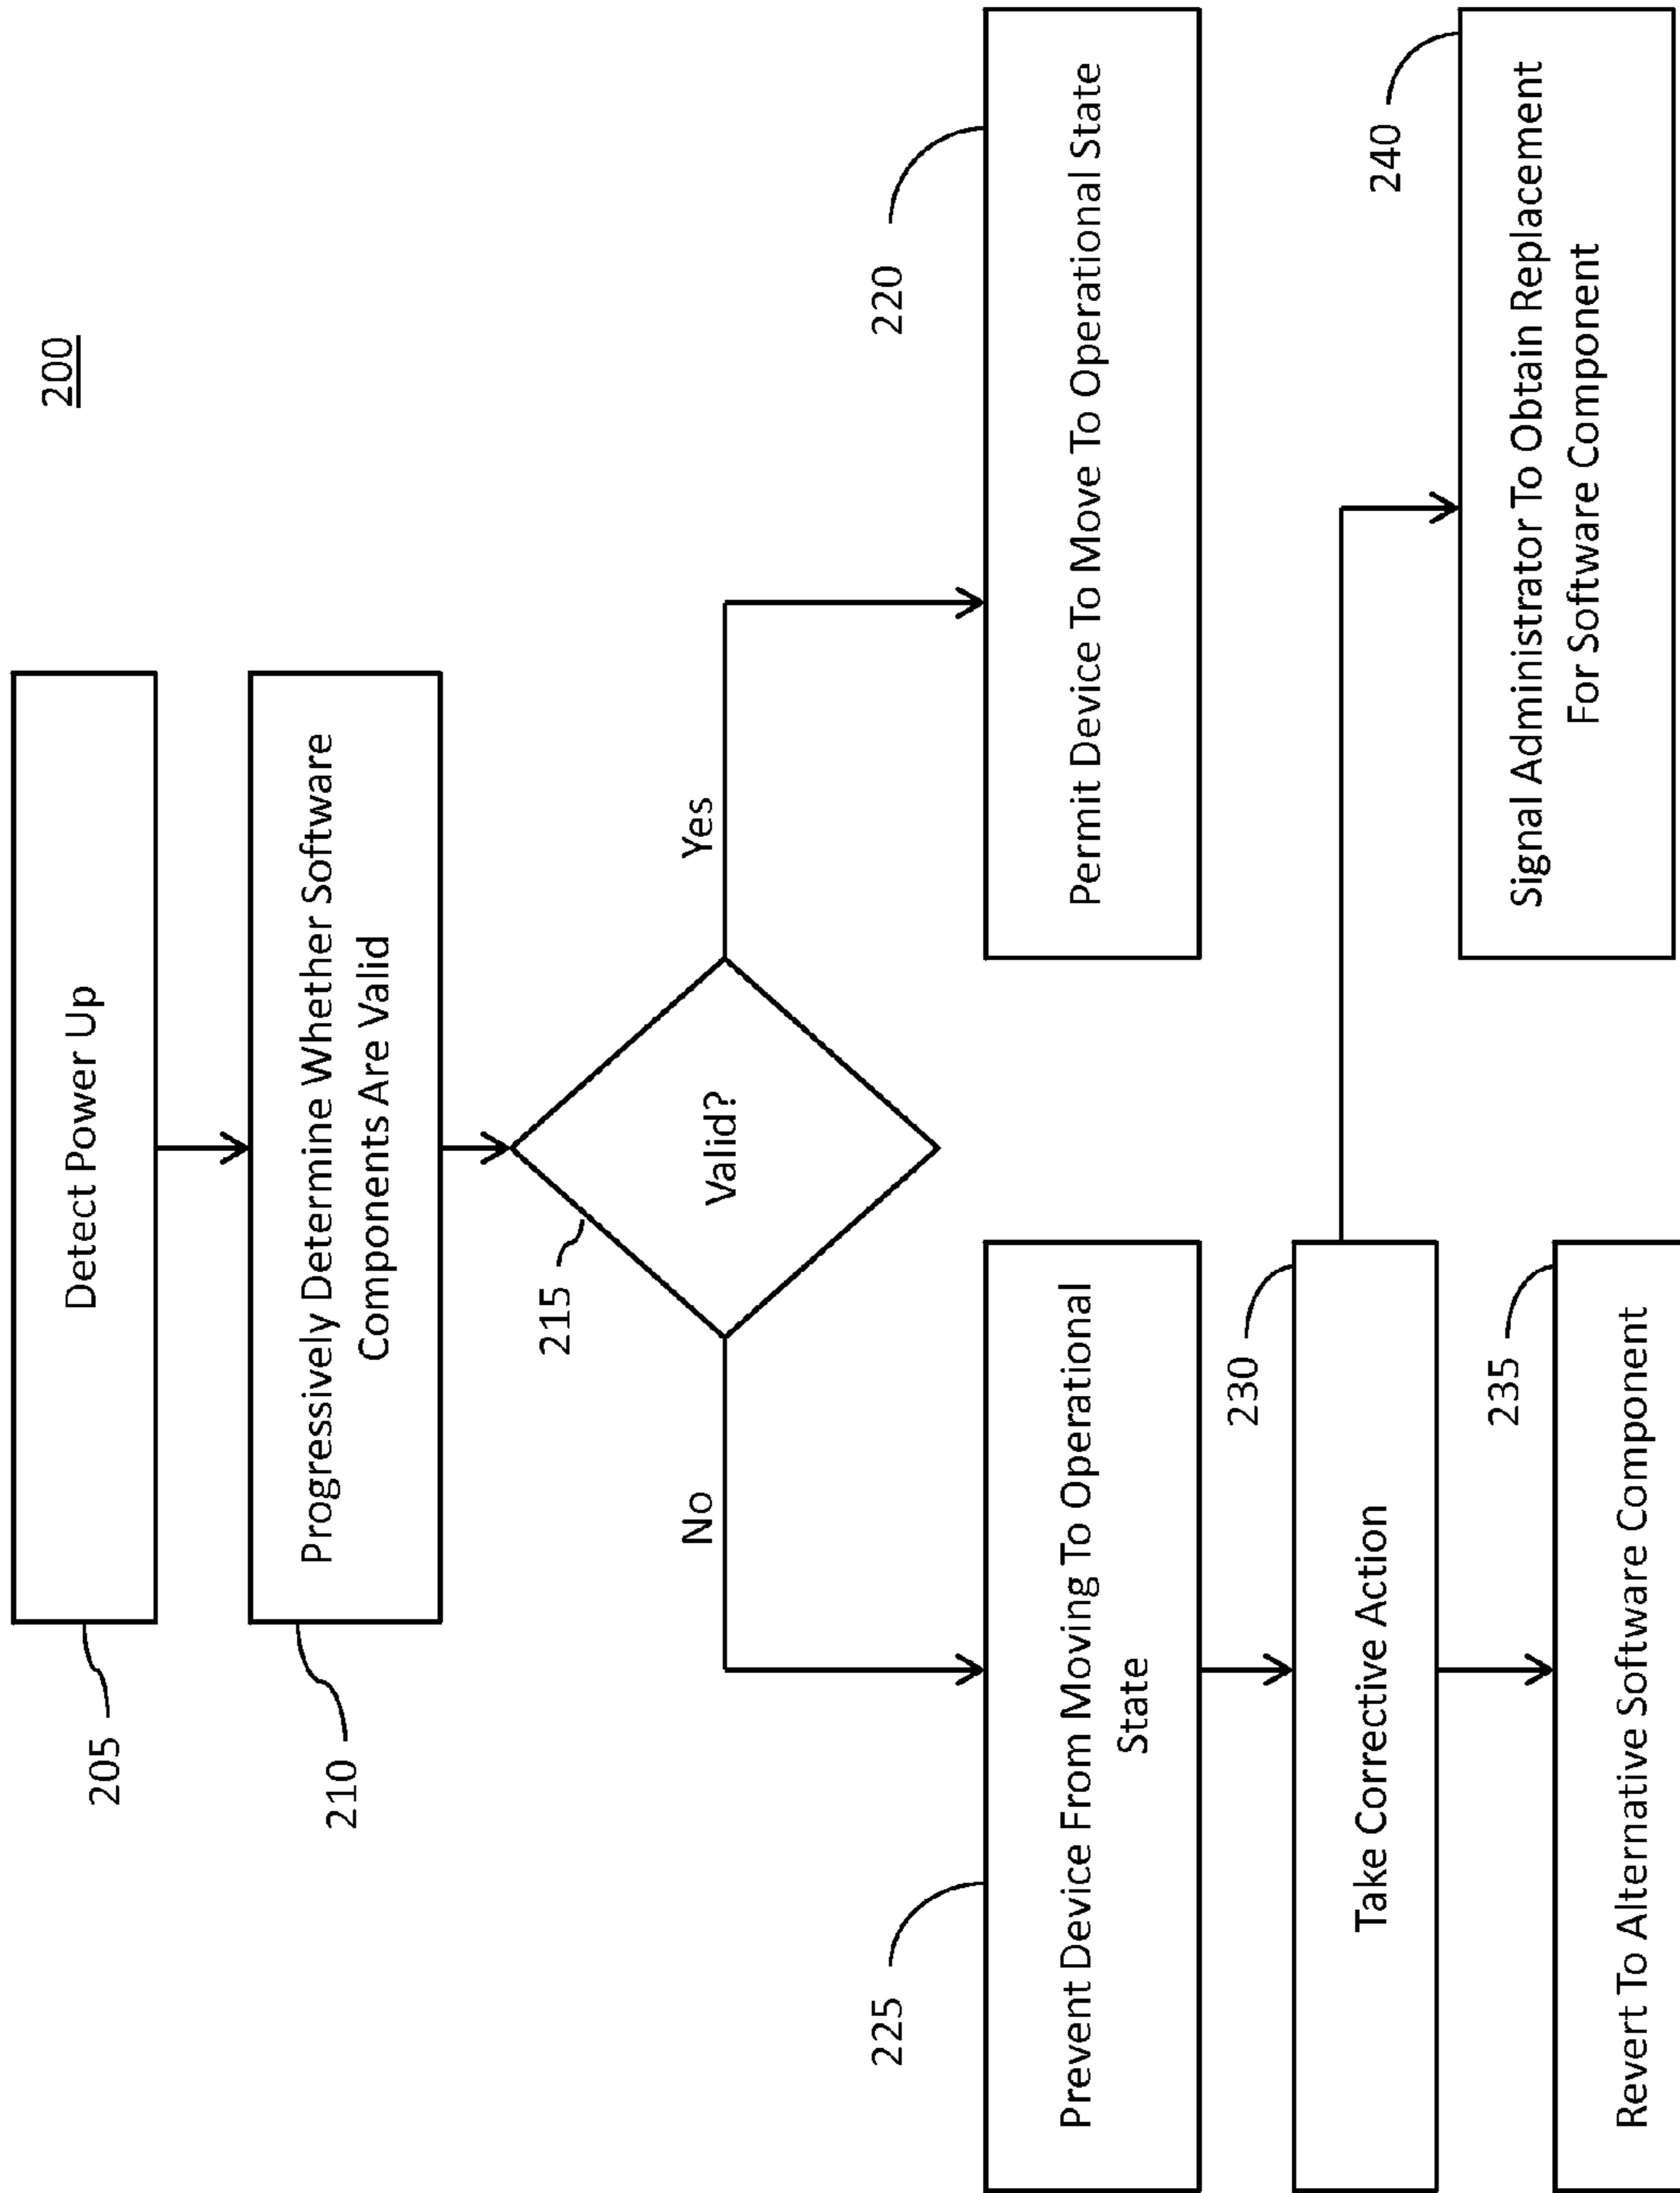 200
Detect Power Up
205
Progressively Determine Whether Software
Components Are Valid
210
Valid?
215
No
Yes
Prevent Device From Moving To Operational
State
225
Permit Device To Move To Operational State
220
Take Corrective Action
230
Revert To Alternative Software Component
235
Signal Administrator To Obtain Replacement
For Software Component
240